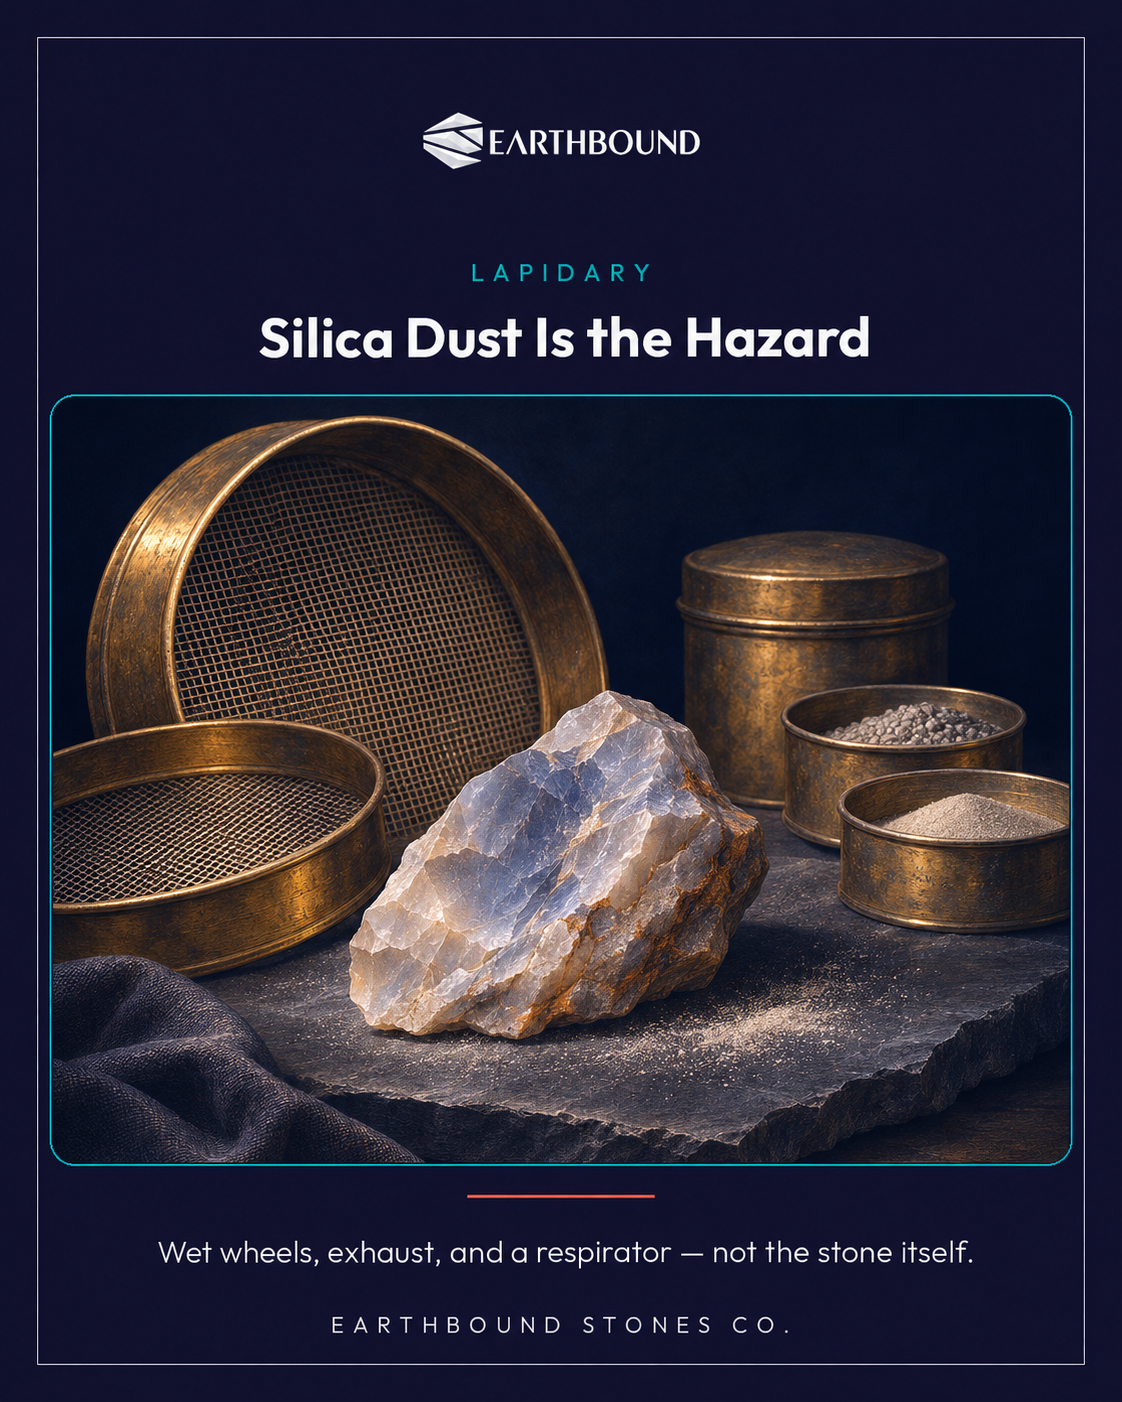 EARTHBOUND
LAPIDARY
Silica Dust Is the Hazard
Wet wheels, exhaust, and a respirator — not the stone itself.
EARTHBOUND STONES CO.